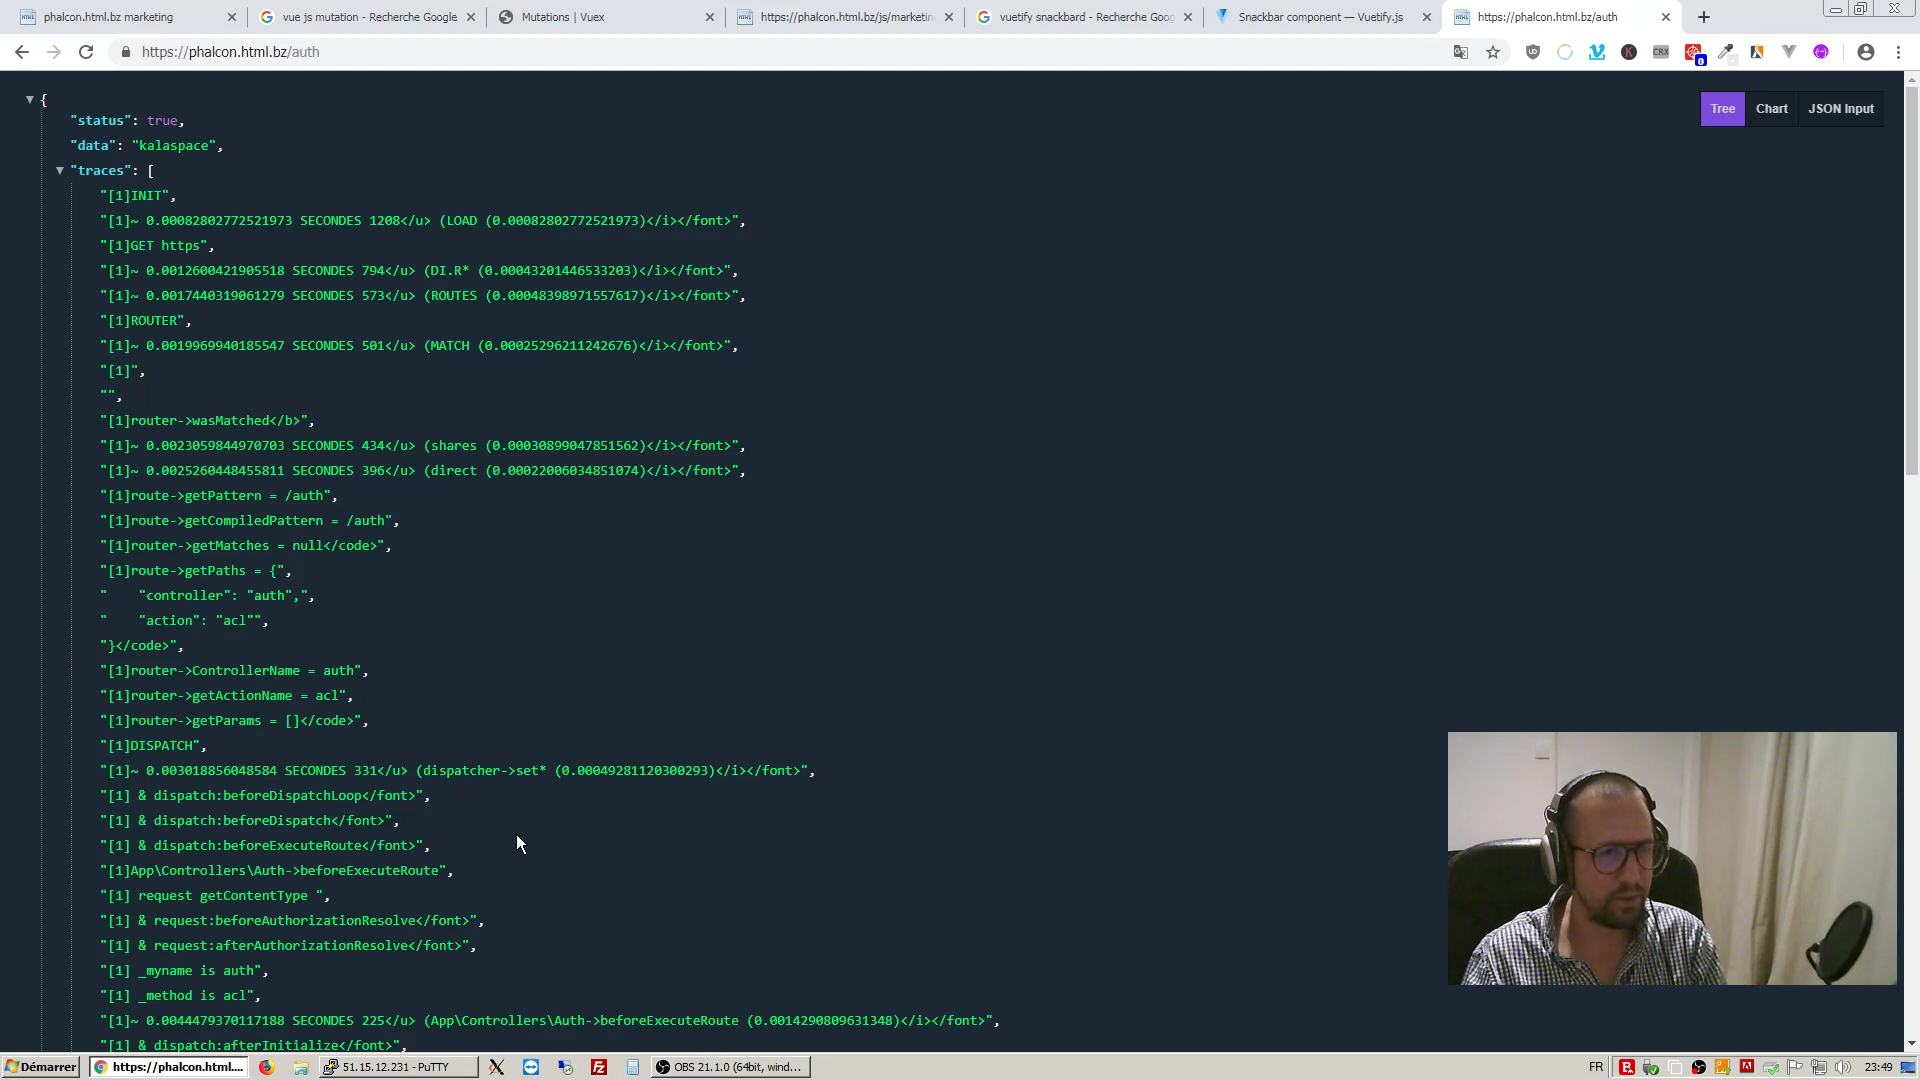 phalcon.html.bz marketing
vue js mutation - Recherche Google
Mutations | Vuex
https://phalcon.html.bz/js/marketin
vuetify snackbard - Recherche Goog
Snackbar component — Vuetify.js
https://phalcon.html.bz/auth
https://phalcon.html.bz/auth
Tree
Chart
JSON Input
{
"status": true,
"data": "kalaspace",
"traces": [
"[1]INIT",
"[1]~ 0.00082802772521973 SECONDES 1208</u> (LOAD (0.00082802772521973)</i></font>",
"[1]GET https",
"[1]~ 0.0012600421905518 SECONDES 794</u> (DI.R* (0.00043201446533203)</i></font>",
"[1]~ 0.0017440319061279 SECONDES 573</u> (ROUTES (0.00048398971557617)</i></font>",
"[1]ROUTER",
"[1]~ 0.0019969940185547 SECONDES 501</u> (MATCH (0.00025296211242676)</i></font>",
"[1]",
"",
"[1]router->wasMatched</b>",
"[1]~ 0.0023059844970703 SECONDES 434</u> (shares (0.00030899047851562)</i></font>",
"[1]~ 0.0025260448455811 SECONDES 396</u> (direct (0.00022006034851074)</i></font>",
"[1]route->getPattern = /auth",
"[1]route->getCompiledPattern = /auth",
"[1]router->getMatches = null</code>",
"[1]route->getPaths = {",
"    "controller": "auth",",
"    "action": "acl"",
"}</code>",
"[1]router->ControllerName = auth",
"[1]router->getActionName = acl",
"[1]router->getParams = []</code>",
"[1]DISPATCH",
"[1]~ 0.003018856048584 SECONDES 331</u> (dispatcher->set* (0.00049281120300293)</i></font>",
"[1] & dispatch:beforeDispatchLoop</font>",
"[1] & dispatch:beforeDispatch</font>",
"[1] & dispatch:beforeExecuteRoute</font>",
"[1]App\Controllers\Auth->beforeExecuteRoute",
"[1] request getContentType ",
"[1] & request:beforeAuthorizationResolve</font>",
"[1] & request:afterAuthorizationResolve</font>",
"[1] _myname is auth",
"[1] _method is acl",
"[1]~ 0.0044479370117188 SECONDES 225</u> (App\Controllers\Auth->beforeExecuteRoute (0.0014290809631348)</i></font>",
"[1] & dispatch:afterInitialize</font>",
Démarrer
https://phalcon.html....
51.15.12.231 - PuTTY
OBS 21.1.0 (64bit, wind...
FR
23:49